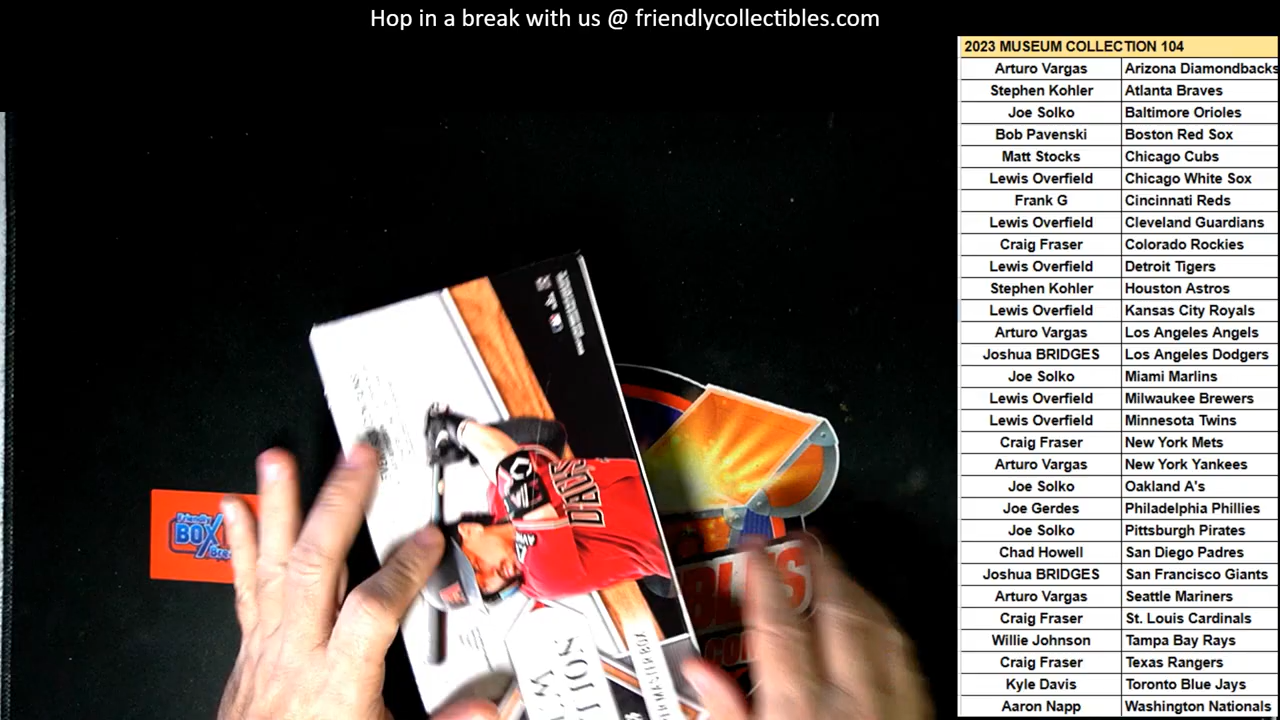 Hop in a break with us @ friendlycollectibles.com
2023 MUSEUM COLLECTION 104
Arturo Vargas Arizona Diamondbacks
Stephen Kohler Atlanta Braves
Joe Solko Baltimore Orioles
Bob Pavenski Boston Red Sox
Matt Stocks Chicago Cubs
Lewis Overfield Chicago White Sox
Frank G Cincinnati Reds
Lewis Overfield Cleveland Guardians
Craig Fraser Colorado Rockies
Lewis Overfield Detroit Tigers
Stephen Kohler Houston Astros
Lewis Overfield Kansas City Royals
Arturo Vargas Los Angeles Angels
Joshua BRIDGES Los Angeles Dodgers
Joe Solko Miami Marlins
Lewis Overfield Milwaukee Brewers
Lewis Overfield Minnesota Twins
Craig Fraser New York Mets
Arturo Vargas New York Yankees
Joe Solko Oakland A's
Joe Gerdes Philadelphia Phillies
Joe Solko Pittsburgh Pirates
Chad Howell San Diego Padres
Joshua BRIDGES San Francisco Giants
Arturo Vargas Seattle Mariners
Craig Fraser St. Louis Cardinals
Willie Johnson Tampa Bay Rays
Craig Fraser Texas Rangers
Kyle Davis Toronto Blue Jays
Aaron Napp Washington Nationals
Friendly
BOX